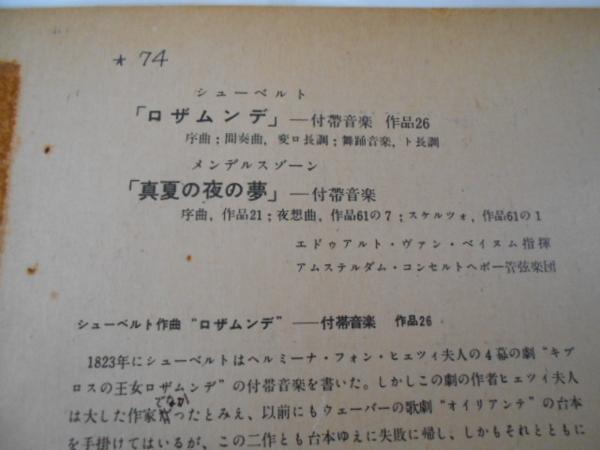 ★ 74
シューベルト
「ロザムンデ」―付帯音楽 作品26
序曲；間奏曲，変ロ長調；舞踊音楽，ト長調
メンデルスゾーン
「真夏の夜の夢」―付帯音楽
序曲，作品21；夜想曲，作品61の7；スケルツォ，作品61の1
エドゥアルト・ヴァン・ベイヌム指揮
アムステルダム・コンセルトヘボー管弦楽団
シューベルト作曲 “ロザムンデ” ――付帯音楽 作品26
1823年にシューベルトはヘルミーナ・フォン・ヒェツィ夫人の4幕の劇“キプ
ロスの王女ロザムンデ”の付帯音楽を書いた。しかしこの劇の作者ヒェツィ夫人
でなか
は大した作家だったとみえ、以前にもウェーバーの歌劇“オイリアンテ”の台本
を手掛けてはいるが、この二作とも台本ゆえに失敗に帰し、しかもそれとともに